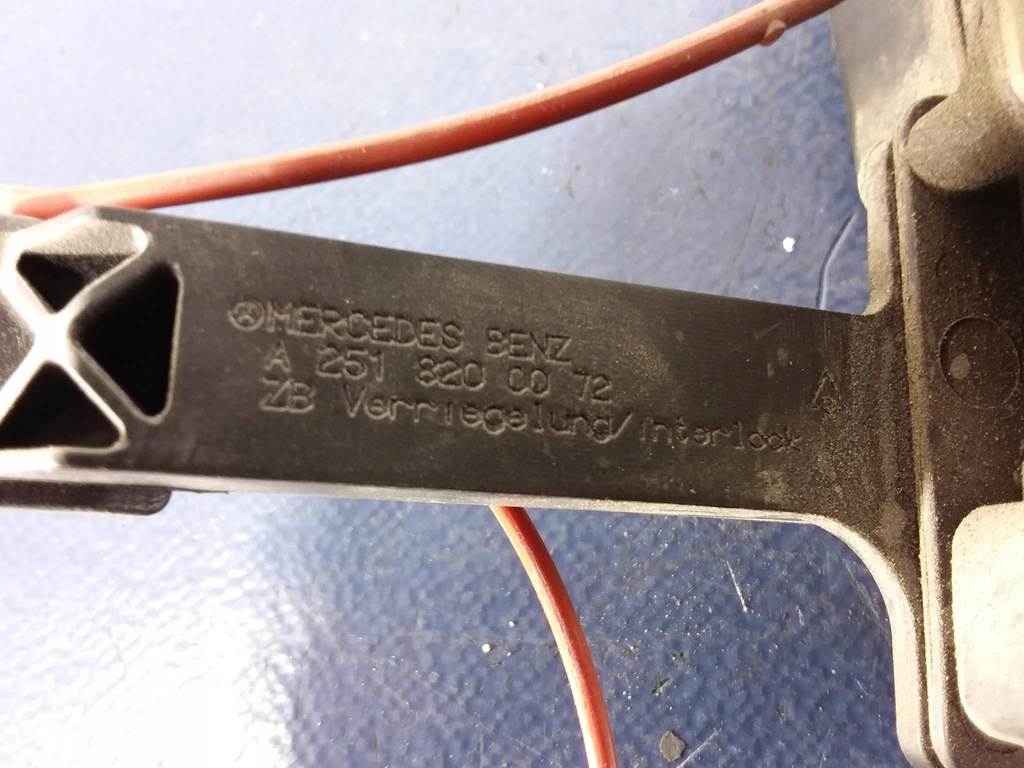 MERCEDES BENZ
A 251 820 00 72
ZB Verriegelung/interlock